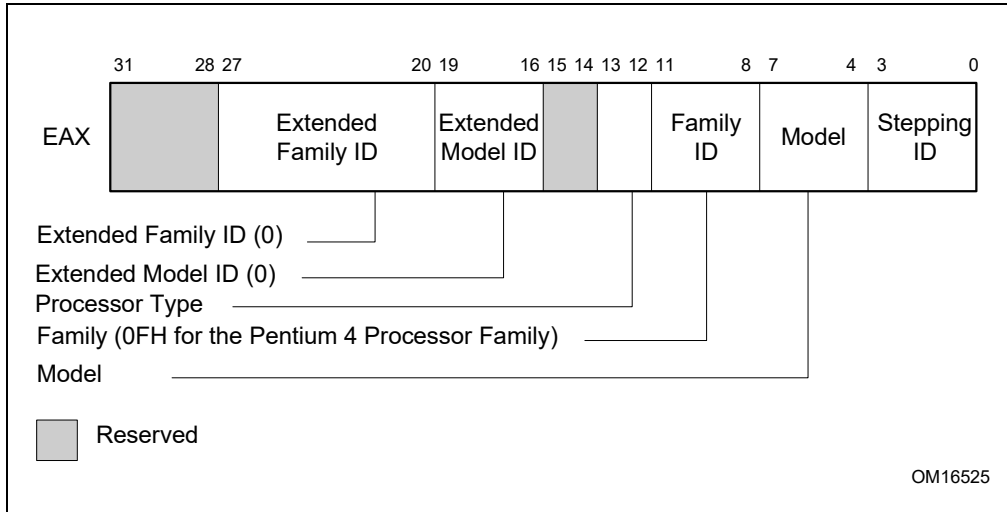 31 28 27 20 19 16 15 14 13 12 11 8 7 4 3 0
EAX
Extended
Family ID
Extended
Model ID
Family
ID
Model
Stepping
ID
Extended Family ID (0)
Extended Model ID (0)
Processor Type
Family (0FH for the Pentium 4 Processor Family)
Model
Reserved
OM16525